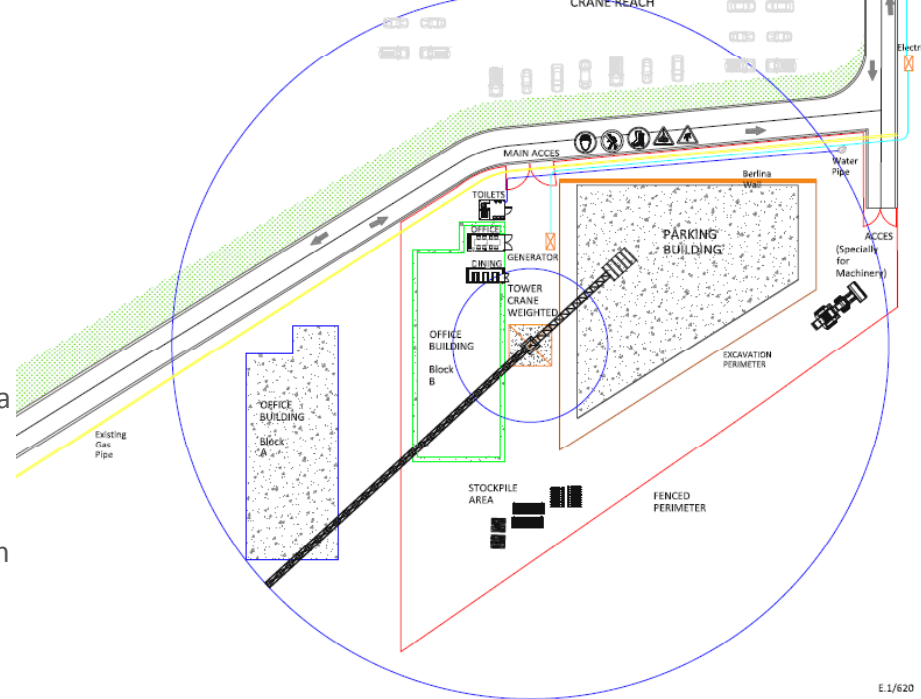 CRANE REACH
Electri
MAIN ACCES
Water
Pipe
Berlina
Wall
TOILETS
OFFICE
PARKING
BUILDING
ACCES
(Specially
for
Machinery)
GENERATOR
DINING
TOWER
CRANE
WEIGHTED
OFFICE
BUILDING
Block
B
EXCAVATION
PERIMETER
OFFICE
BUILDING
Block
A
a
Existing
Gas
Pipe
STOCKPILE
AREA
FENCED
PERIMETER
n
E.1/620